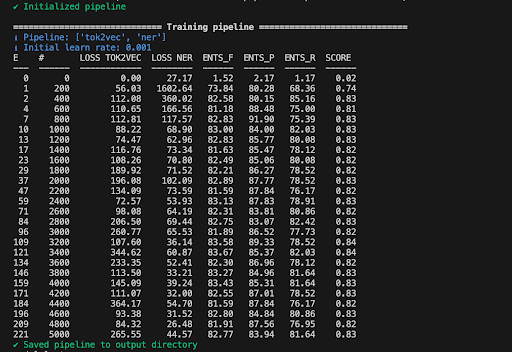 ✔ Initialized pipeline
============================= Training pipeline =============================
ℹ Pipeline: ['tok2vec', 'ner']
ℹ Initial learn rate: 0.001
E # LOSS TOK2VEC LOSS NER ENTS_F ENTS_P ENTS_R SCORE
--- ------ ------------ -------- ------ ------ ------ ------
0 0 0.00 27.17 1.52 2.17 1.17 0.02
1 200 56.03 1602.64 73.84 80.28 68.36 0.74
2 400 112.08 360.02 82.58 80.15 85.16 0.83
4 600 110.65 166.56 81.18 88.48 75.00 0.81
7 800 112.81 117.57 82.83 91.90 75.39 0.83
10 1000 88.22 68.90 83.00 84.00 82.03 0.83
13 1200 74.47 62.96 82.83 85.77 80.08 0.83
17 1400 116.76 73.34 81.63 85.47 78.12 0.82
23 1600 108.26 70.80 82.49 85.06 80.08 0.82
29 1800 189.92 71.52 82.21 86.27 78.52 0.82
37 2000 196.08 102.09 82.89 87.77 78.52 0.83
47 2200 134.09 73.59 81.59 87.84 76.17 0.82
59 2400 72.57 53.93 83.13 87.83 78.91 0.83
71 2600 98.08 64.19 82.31 83.81 80.86 0.82
84 2800 206.50 69.44 82.75 83.07 82.42 0.83
96 3000 260.77 65.53 81.89 86.52 77.73 0.82
109 3200 107.60 36.14 83.58 89.33 78.52 0.84
121 3400 344.62 60.87 83.67 85.37 82.03 0.84
134 3600 233.35 52.41 82.30 86.96 78.12 0.82
146 3800 113.50 33.21 83.27 84.96 81.64 0.83
159 4000 145.09 39.24 83.43 85.31 81.64 0.83
171 4200 111.07 32.00 82.55 87.01 78.52 0.83
184 4400 364.17 54.70 81.59 87.84 76.17 0.82
196 4600 93.38 31.52 82.80 84.84 80.86 0.83
209 4800 84.32 26.48 81.91 87.56 76.95 0.82
221 5000 265.55 44.57 82.77 83.94 81.64 0.83
✔ Saved pipeline to output directory